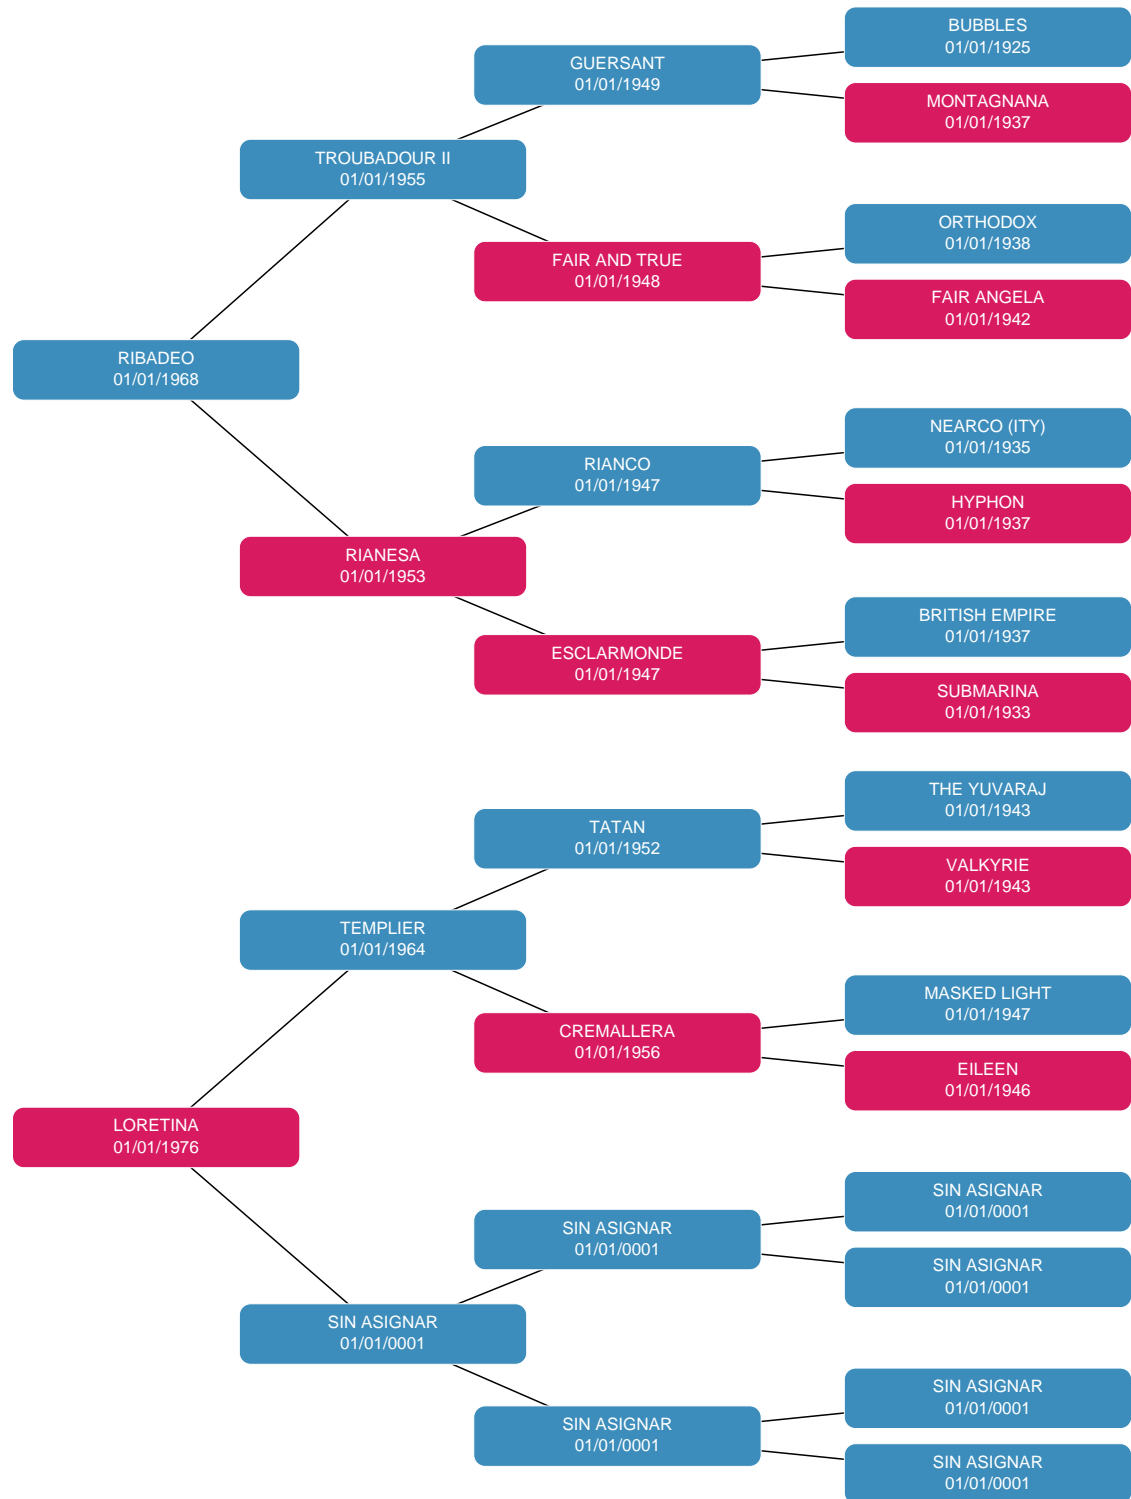 BUBBLES
01/01/1925
GUERSANT
01/01/1949
MONTAGNANA
01/01/1937
TROUBADOUR II
01/01/1955
ORTHODOX
01/01/1938
FAIR AND TRUE
01/01/1948
FAIR ANGELA
01/01/1942
RIBADEO
01/01/1968
NEARCO (ITY)
01/01/1935
RIANCO
01/01/1947
HYPHON
01/01/1937
RIANESA
01/01/1953
BRITISH EMPIRE
01/01/1937
ESCLARMONDE
01/01/1947
SUBMARINA
01/01/1933
THE YUVARAJ
01/01/1943
TATAN
01/01/1952
VALKYRIE
01/01/1943
TEMPLIER
01/01/1964
MASKED LIGHT
01/01/1947
CREMALLERA
01/01/1956
EILEEN
01/01/1946
LORETINA
01/01/1976
SIN ASIGNAR
01/01/0001
SIN ASIGNAR
01/01/0001
SIN ASIGNAR
01/01/0001
SIN ASIGNAR
01/01/0001
SIN ASIGNAR
01/01/0001
SIN ASIGNAR
01/01/0001
SIN ASIGNAR
01/01/0001